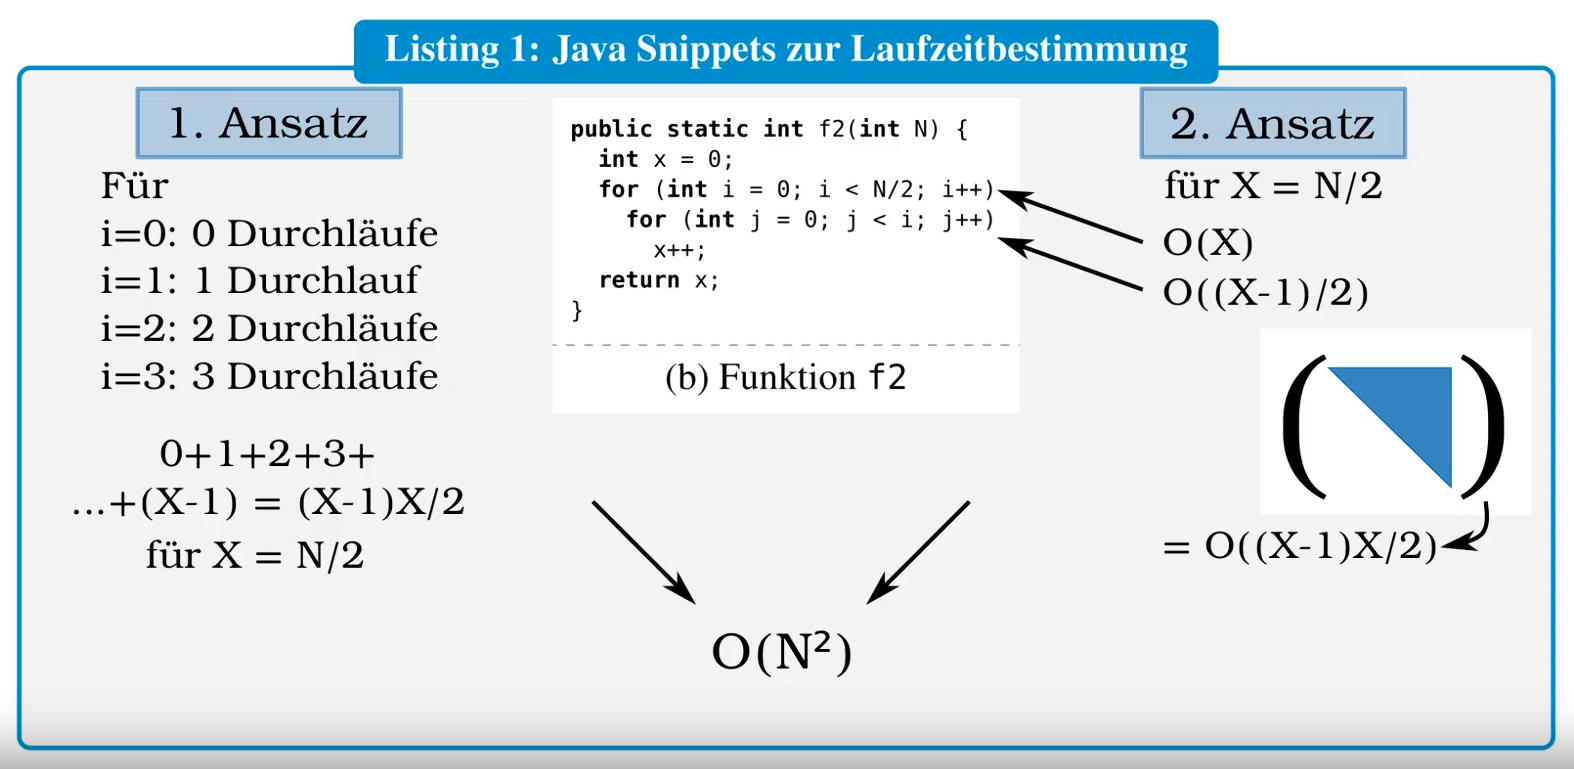 Listing 1: Java Snippets zur Laufzeitbestimmung
1. Ansatz
Für
i=0: 0 Durchläufe
i=1: 1 Durchlauf
i=2: 2 Durchläufe
i=3: 3 Durchläufe
0+1+2+3+
...+(X-1) = (X-1)X/2
für X = N/2
public static int f2(int N) {
int x = 0;
for (int i = 0; i < N/2; i++)
for (int j = 0; j < i; j++)
x++;
return x;
}
(b) Funktion f2
2. Ansatz
für X = N/2
O(X)
O((X-1)/2)
( )
= O((X-1)X/2)
O(N²)